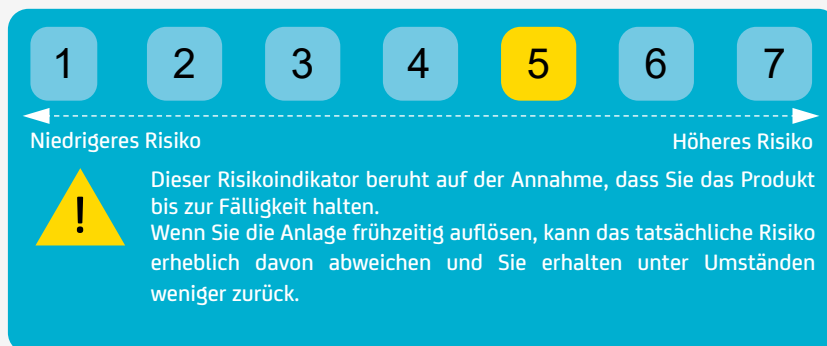 1 2 3 4 5 6 7
Niedrigeres Risiko Höheres Risiko
!
Dieser Risikoindikator beruht auf der Annahme, dass Sie das Produkt
bis zur Fälligkeit halten.
Wenn Sie die Anlage frühzeitig auflösen, kann das tatsächliche Risiko
erheblich davon abweichen und Sie erhalten unter Umständen
weniger zurück.